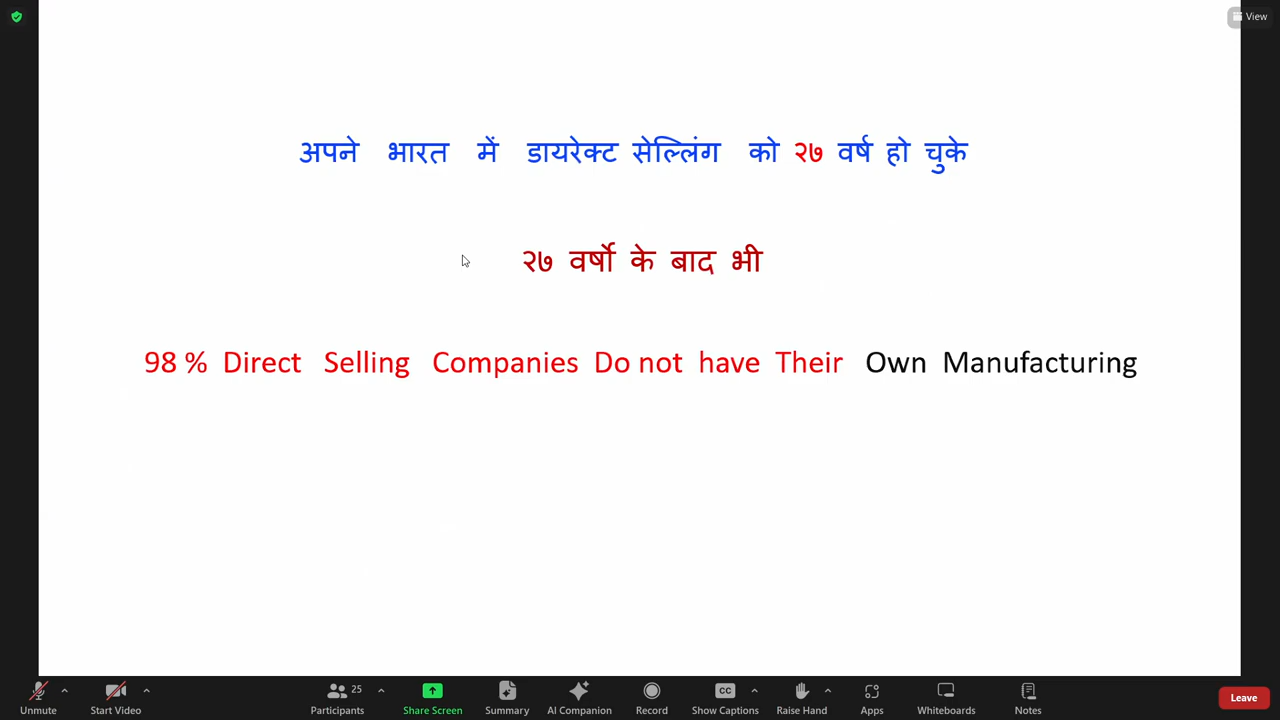 View
अपने भारत में डायरेक्ट सेल्लिंग को २७ वर्ष हो चुके
२७ वर्षो के बाद भी
98 % Direct Selling Companies Do not have Their Own Manufacturing
25
Unmute Start Video Participants Share Screen Summary AI Companion Record Show Captions Raise Hand Apps Whiteboards Notes Leave